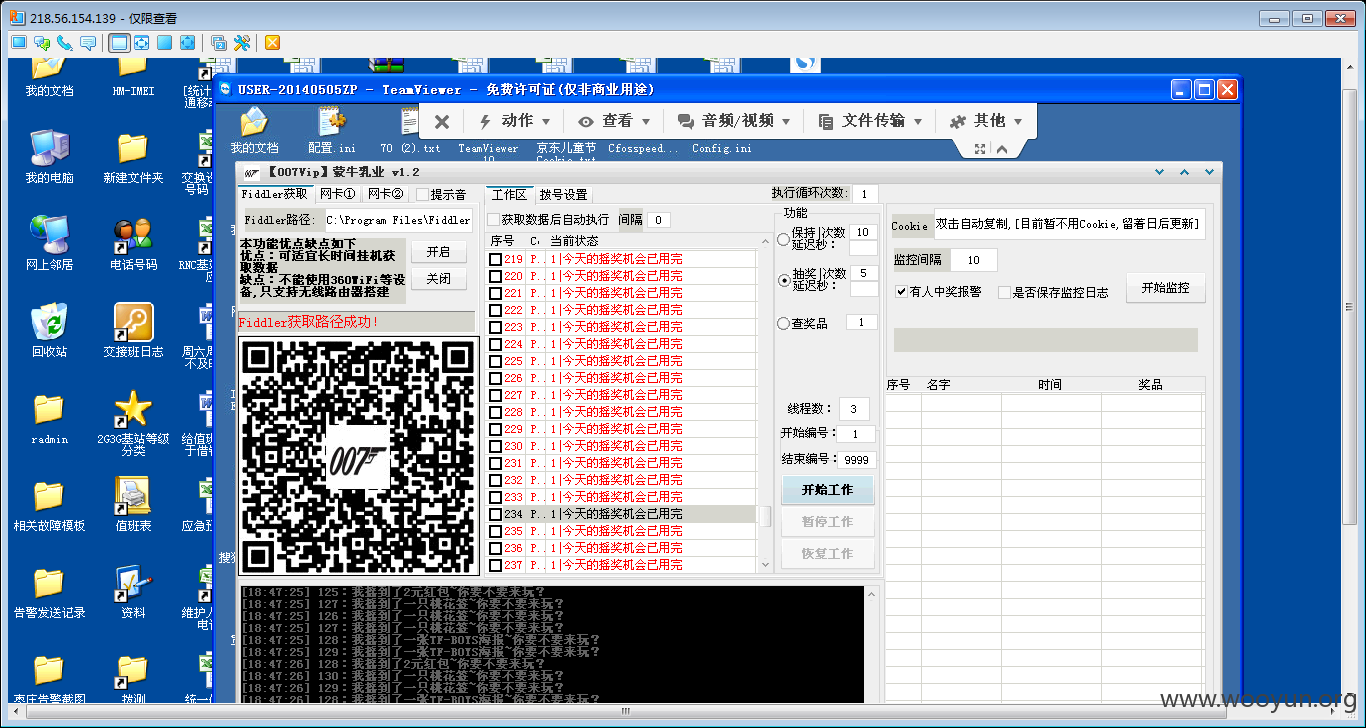 218.56.154.139 - 仅限查看
我的文档
HM-IMEI
[统计
通移动
我的电脑
新建文件夹
交换设
号码
网上邻居
电话号码
RNC基站
回收站
交接班日志
周六周
不及时
radmin
2G3G基站等级
分类
给值班
于借
相关故障模板
值班表
应急预
搜狗
告警发送记录
资料
维护人
电话
枣庄告警截图
拨测
统一
USER-20140505ZP - TeamViewer - 免费许可证(仅非商业用途)
动作
查看
音频/视频
文件传输
其他
我的文档
配置.ini
70 (2).txt
TeamViewer
10
京东儿童节
Cookie.txt
Cfosspeed...
Config.ini
007 【007Vip】蒙牛乳业 v1.2
Fiddler获取
网卡①
网卡②
提示音
Fiddler路径:
C:\Program Files\Fiddler
本功能优点缺点如下
优点：可适宜长时间挂机获
取数据
缺点：不能使用360WiFi等设
备,只支持无线路由器搭建
开启
关闭
Fiddler获取路径成功！
007
工作区
拨号设置
获取数据后自动执行
间隔
0
序号
当前状态
219 P.. 1|今天的摇奖机会已用完
220 P.. 1|今天的摇奖机会已用完
221 P.. 1|今天的摇奖机会已用完
222 P.. 1|今天的摇奖机会已用完
223 P.. 1|今天的摇奖机会已用完
224 P.. 1|今天的摇奖机会已用完
225 P.. 1|今天的摇奖机会已用完
226 P.. 1|今天的摇奖机会已用完
227 P.. 1|今天的摇奖机会已用完
228 P.. 1|今天的摇奖机会已用完
229 P.. 1|今天的摇奖机会已用完
230 P.. 1|今天的摇奖机会已用完
231 P.. 1|今天的摇奖机会已用完
232 P.. 1|今天的摇奖机会已用完
233 P.. 1|今天的摇奖机会已用完
234 P.. 1|今天的摇奖机会已用完
235 P.. 1|今天的摇奖机会已用完
236 P.. 1|今天的摇奖机会已用完
237 P.. 1|今天的摇奖机会已用完
执行循环次数:
1
功能
保持|次数
10
延迟秒:
抽奖|次数
5
延迟秒:
查奖品
1
线程数:
3
开始编号:
1
结束编号:
9999
开始工作
暂停工作
恢复工作
Cookie
双击自动复制,[目前暂不用Cookie,留着日后更新]
监控间隔
10
有人中奖报警
是否保存监控日志
开始监控
序号
名字
时间
奖品
[18:47:25] 125：我摇到了2元红包~你要不要来玩？
[18:47:25] 127：我摇到了一只桃花签~你要不要来玩？
[18:47:25] 126：我摇到了一只桃花签~你要不要来玩？
[18:47:25] 127：我摇到了一只桃花签~你要不要来玩？
[18:47:25] 128：我摇到了一张TF-BOYS海报~你要不要来玩？
[18:47:25] 129：我摇到了一张TF-BOYS海报~你要不要来玩？
[18:47:26] 128：我摇到了2元红包~你要不要来玩？
[18:47:26] 130：我摇到了一只桃花签~你要不要来玩？
[18:47:26] 129：我摇到了一只桃花签~你要不要来玩？
[18:47:26] 128：我摇到了一张TF-BOYS海报~你要不要来玩？
www.wooyun.org